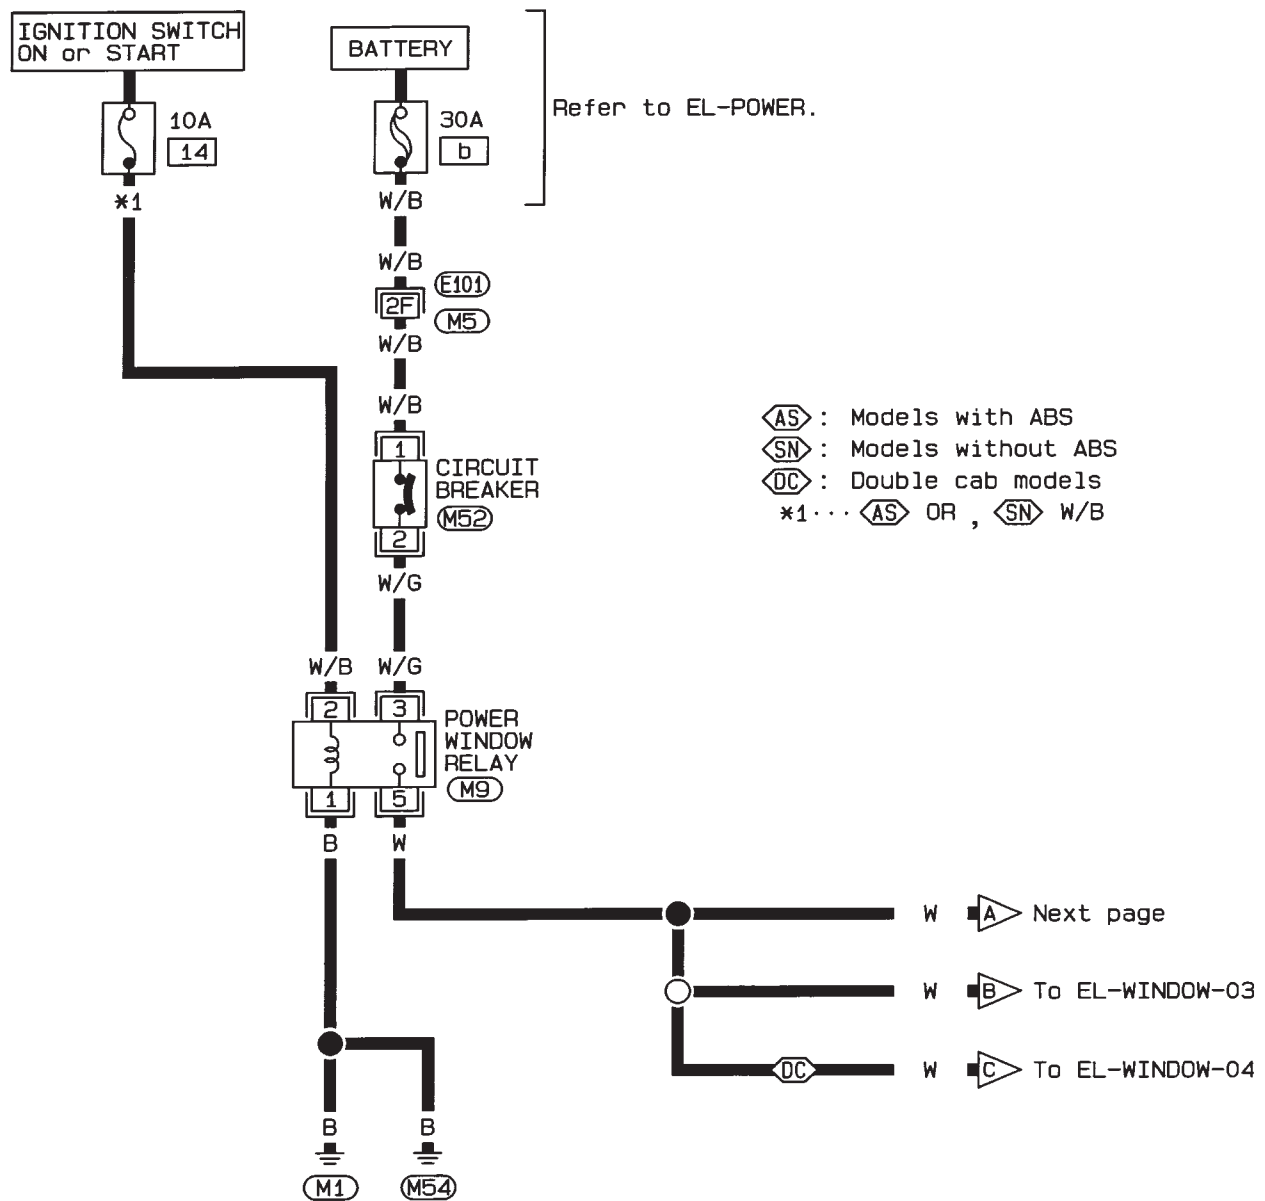 IGNITION SWITCH
ON or START
BATTERY
Refer to EL-POWER.
10A
14
30A
b
*1
W/B
W/B
E101
2F
M5
W/B
W/B
1
CIRCUIT
BREAKER
M52
2
W/G
AS : Models with ABS
SN : Models without ABS
DC : Double cab models
*1··· AS OR , SN W/B
W/B W/G
2 3
POWER
WINDOW
RELAY
M9
1 5
B W
W A Next page
W B To EL-WINDOW-03
DC W C To EL-WINDOW-04
B B
M1 M54